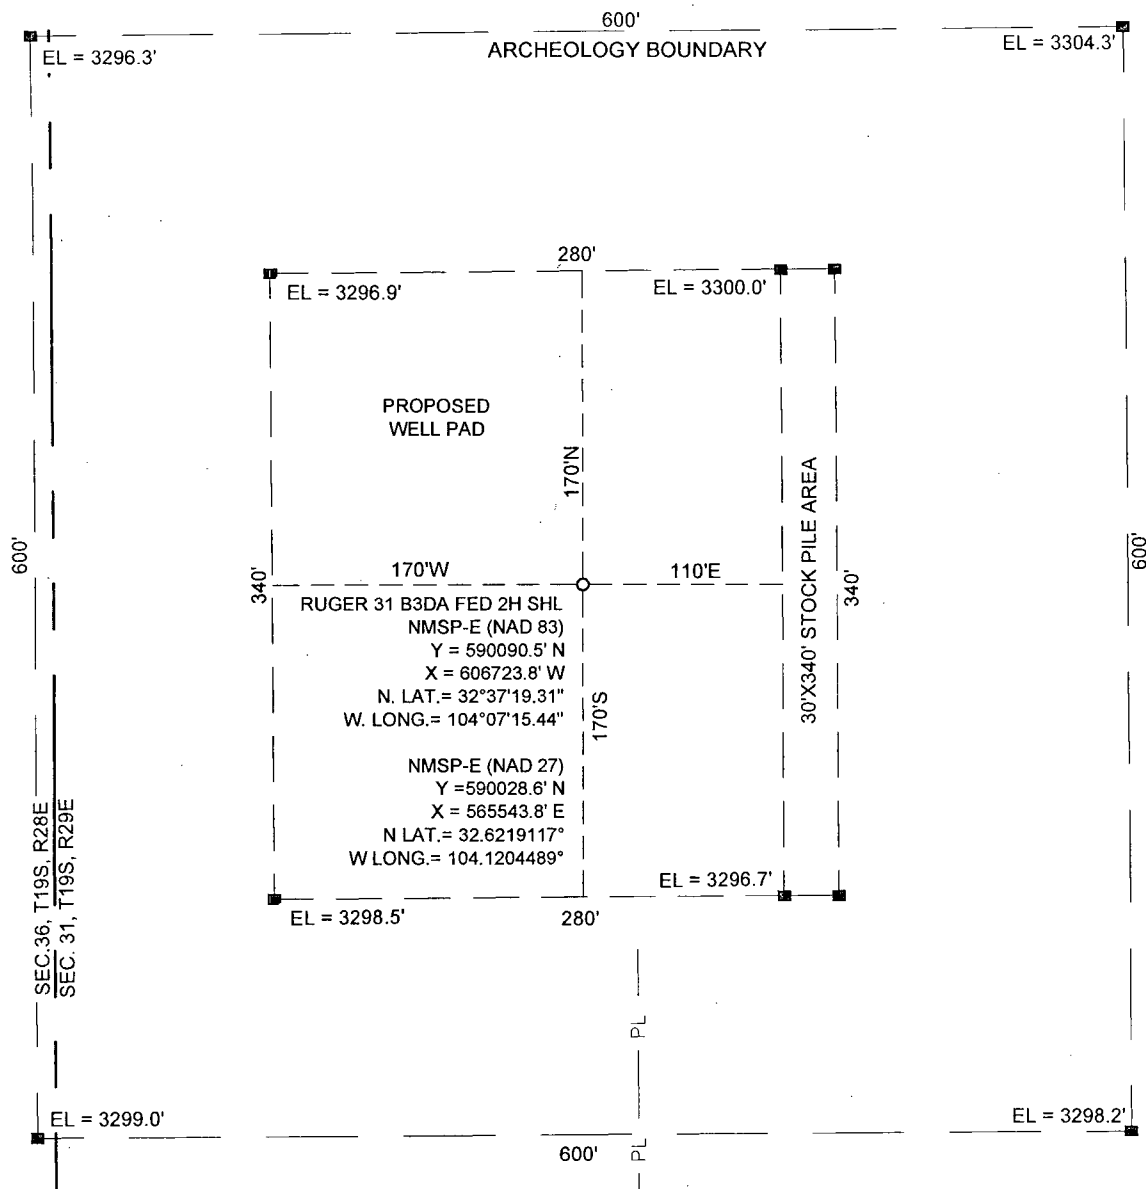 600'
ARCHEOLOGY BOUNDARY
EL = 3296.3'
EL = 3304.3'
280'
EL = 3296.9'
EL = 3300.0'
PROPOSED
WELL PAD
170'N
30'X340' STOCK PILE AREA
600'
340'
170'W
110'E
340'
600'
RUGER 31 B3DA FED 2H SHL
NMSP-E (NAD 83)
Y = 590090.5' N
X = 606723.8' W
N. LAT.= 32°37'19.31"
W. LONG.= 104°07'15.44"
170'S
NMSP-E (NAD 27)
Y =590028.6' N
X = 565543.8' E
N LAT.= 32.6219117°
W LONG.= 104.1204489°
SEC.36, T19S, R28E
SEC. 31, T19S, R29E
EL = 3296.7'
EL = 3298.5'
280'
PL
EL = 3299.0'
EL = 3298.2'
600'
PL